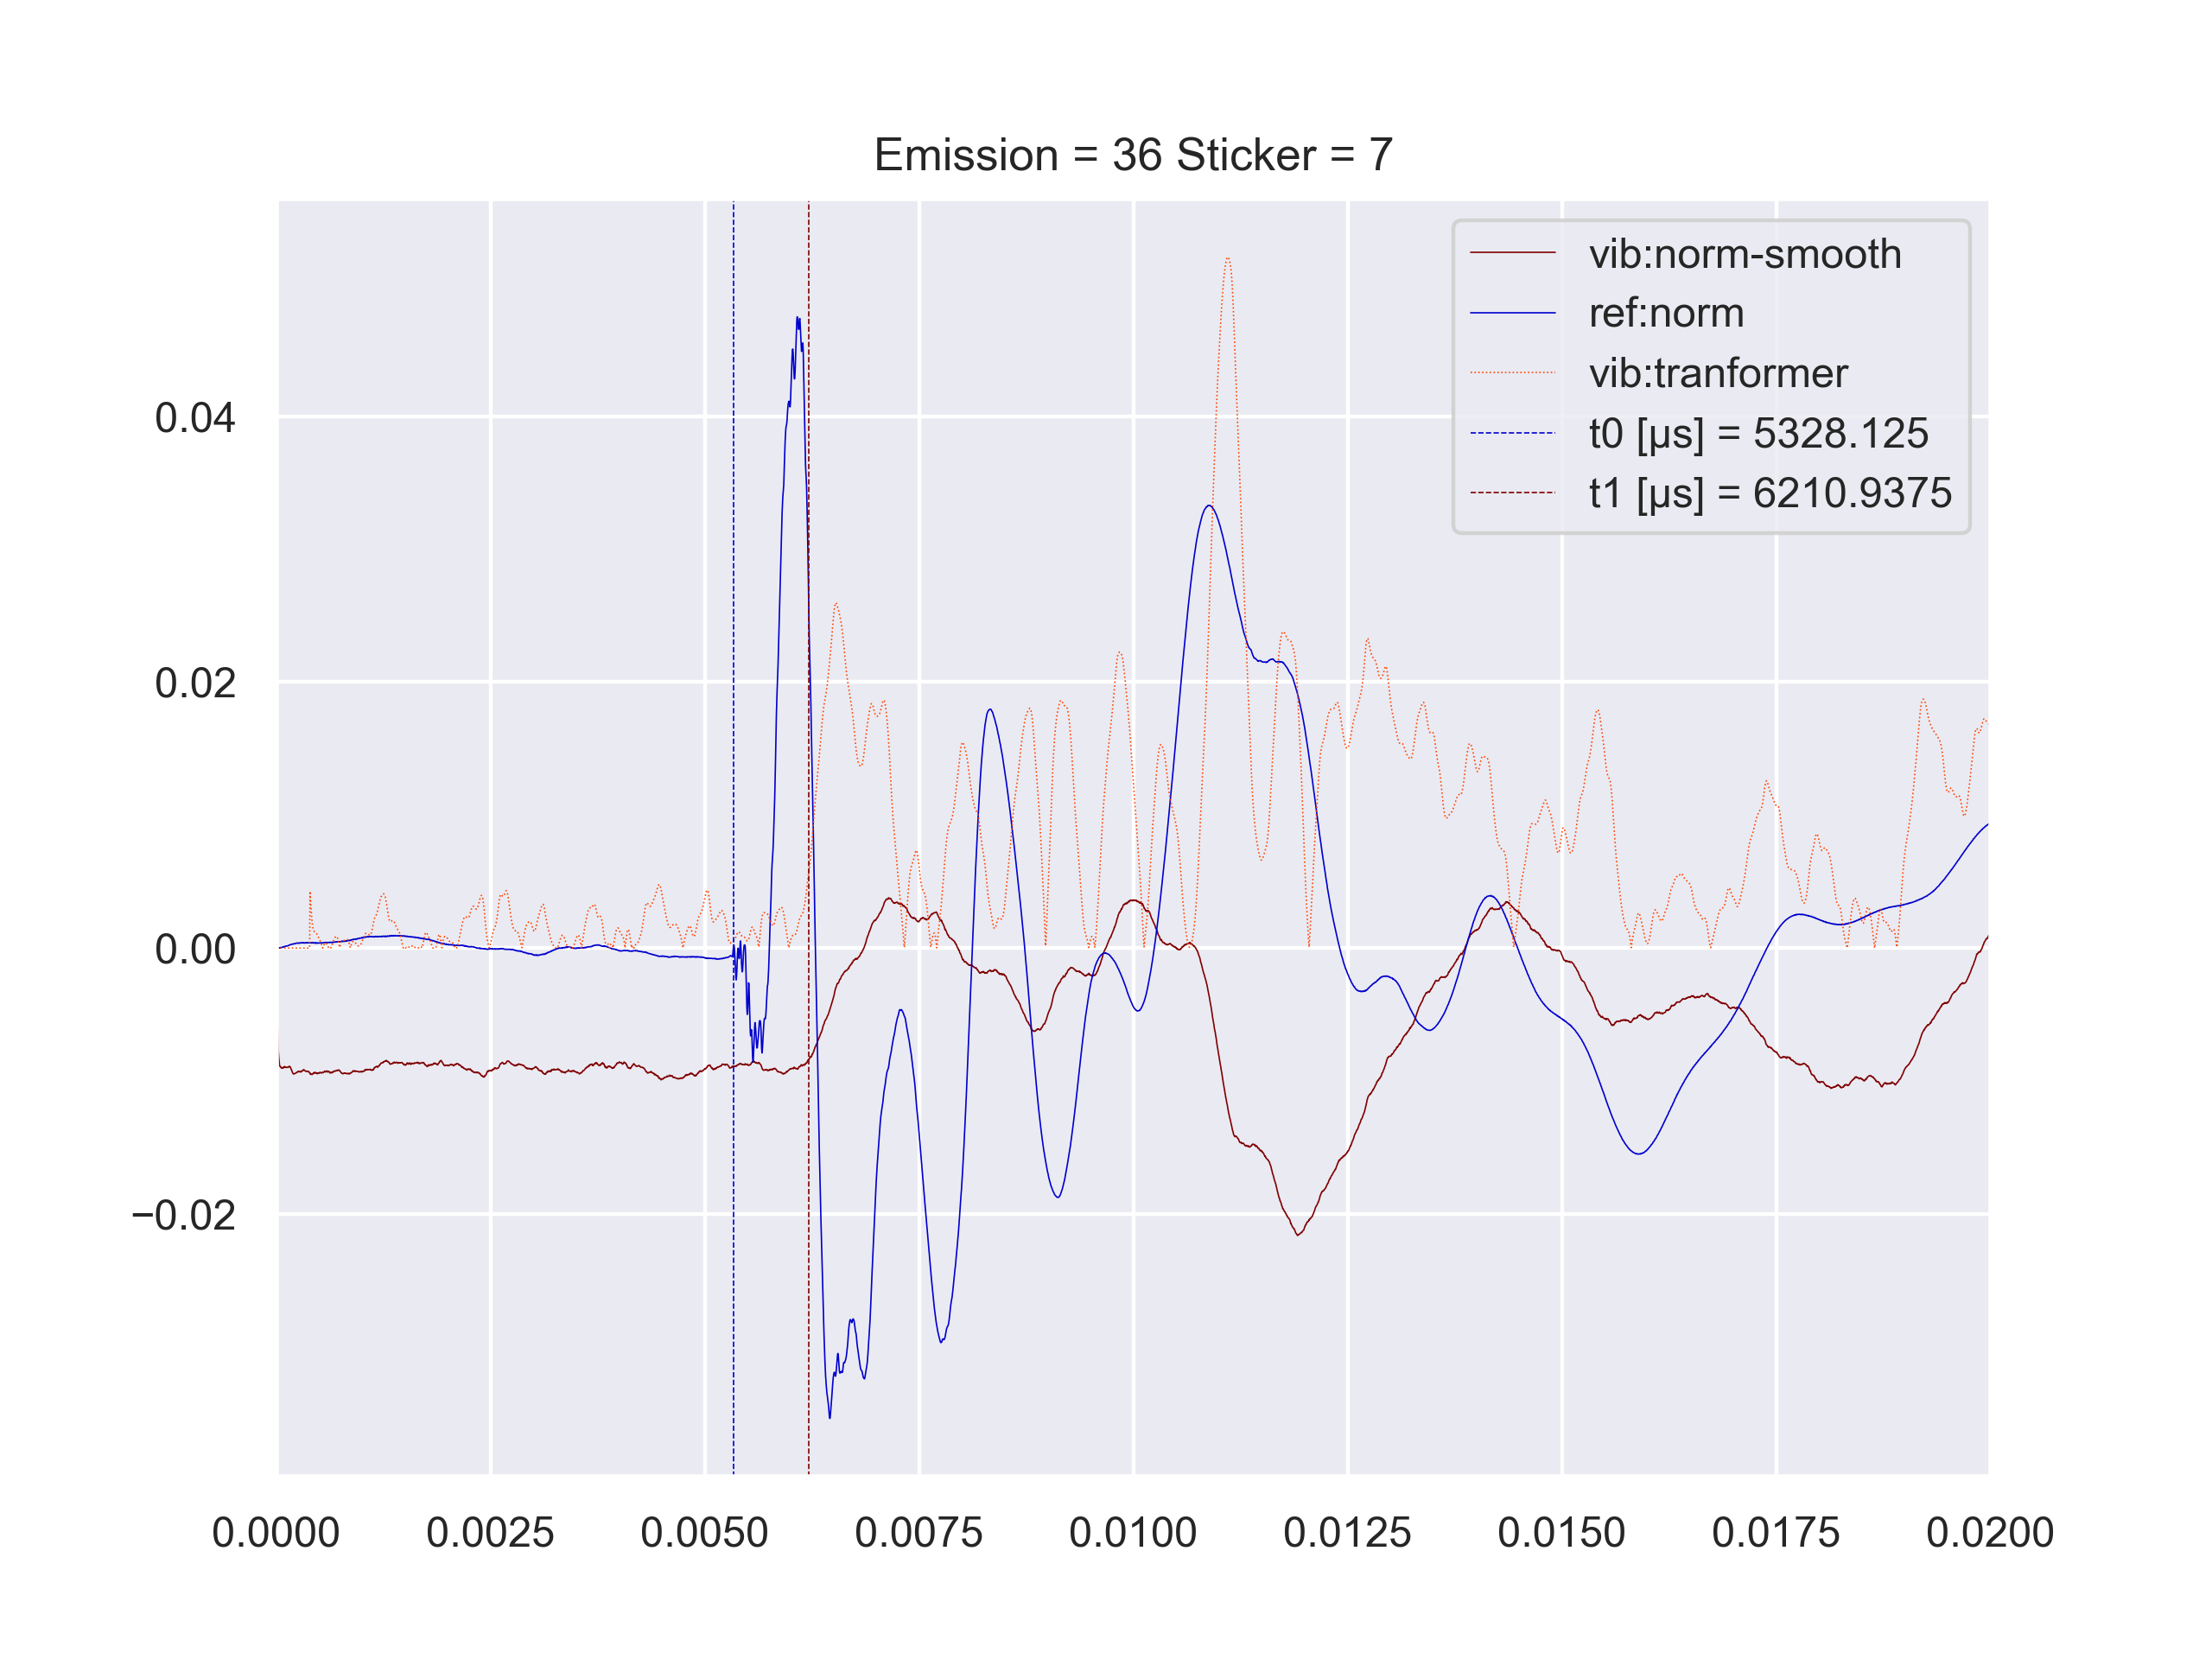 Emission = 36 Sticker = 7
vib:norm-smooth
ref:norm
vib:tranformer
t0 [µs] = 5328.125
t1 [µs] = 6210.9375
0.04
0.02
0.00
−0.02
0.0000 0.0025 0.0050 0.0075 0.0100 0.0125 0.0150 0.0175 0.0200